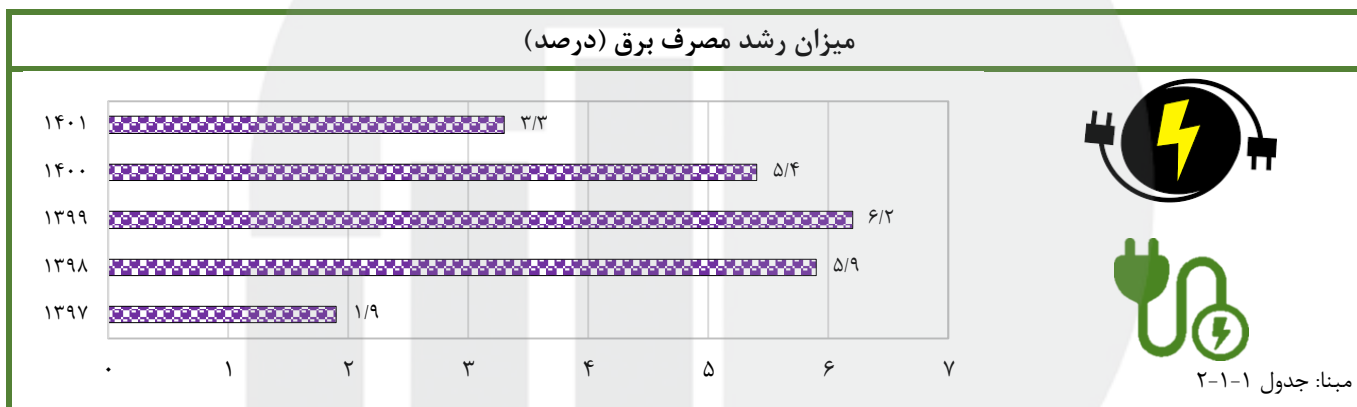 میزان رشد مصرف برق (درصد)
۱۴۰۱ ۳/۳
۱۴۰۰ ۵/۴
۱۳۹۹ ۶/۲
۱۳۹۸ ۵/۹
۱۳۹۷ ۱/۹
۰ ۱ ۲ ۳ ۴ ۵ ۶ ۷
مبنا: جدول ۱-۱-۲